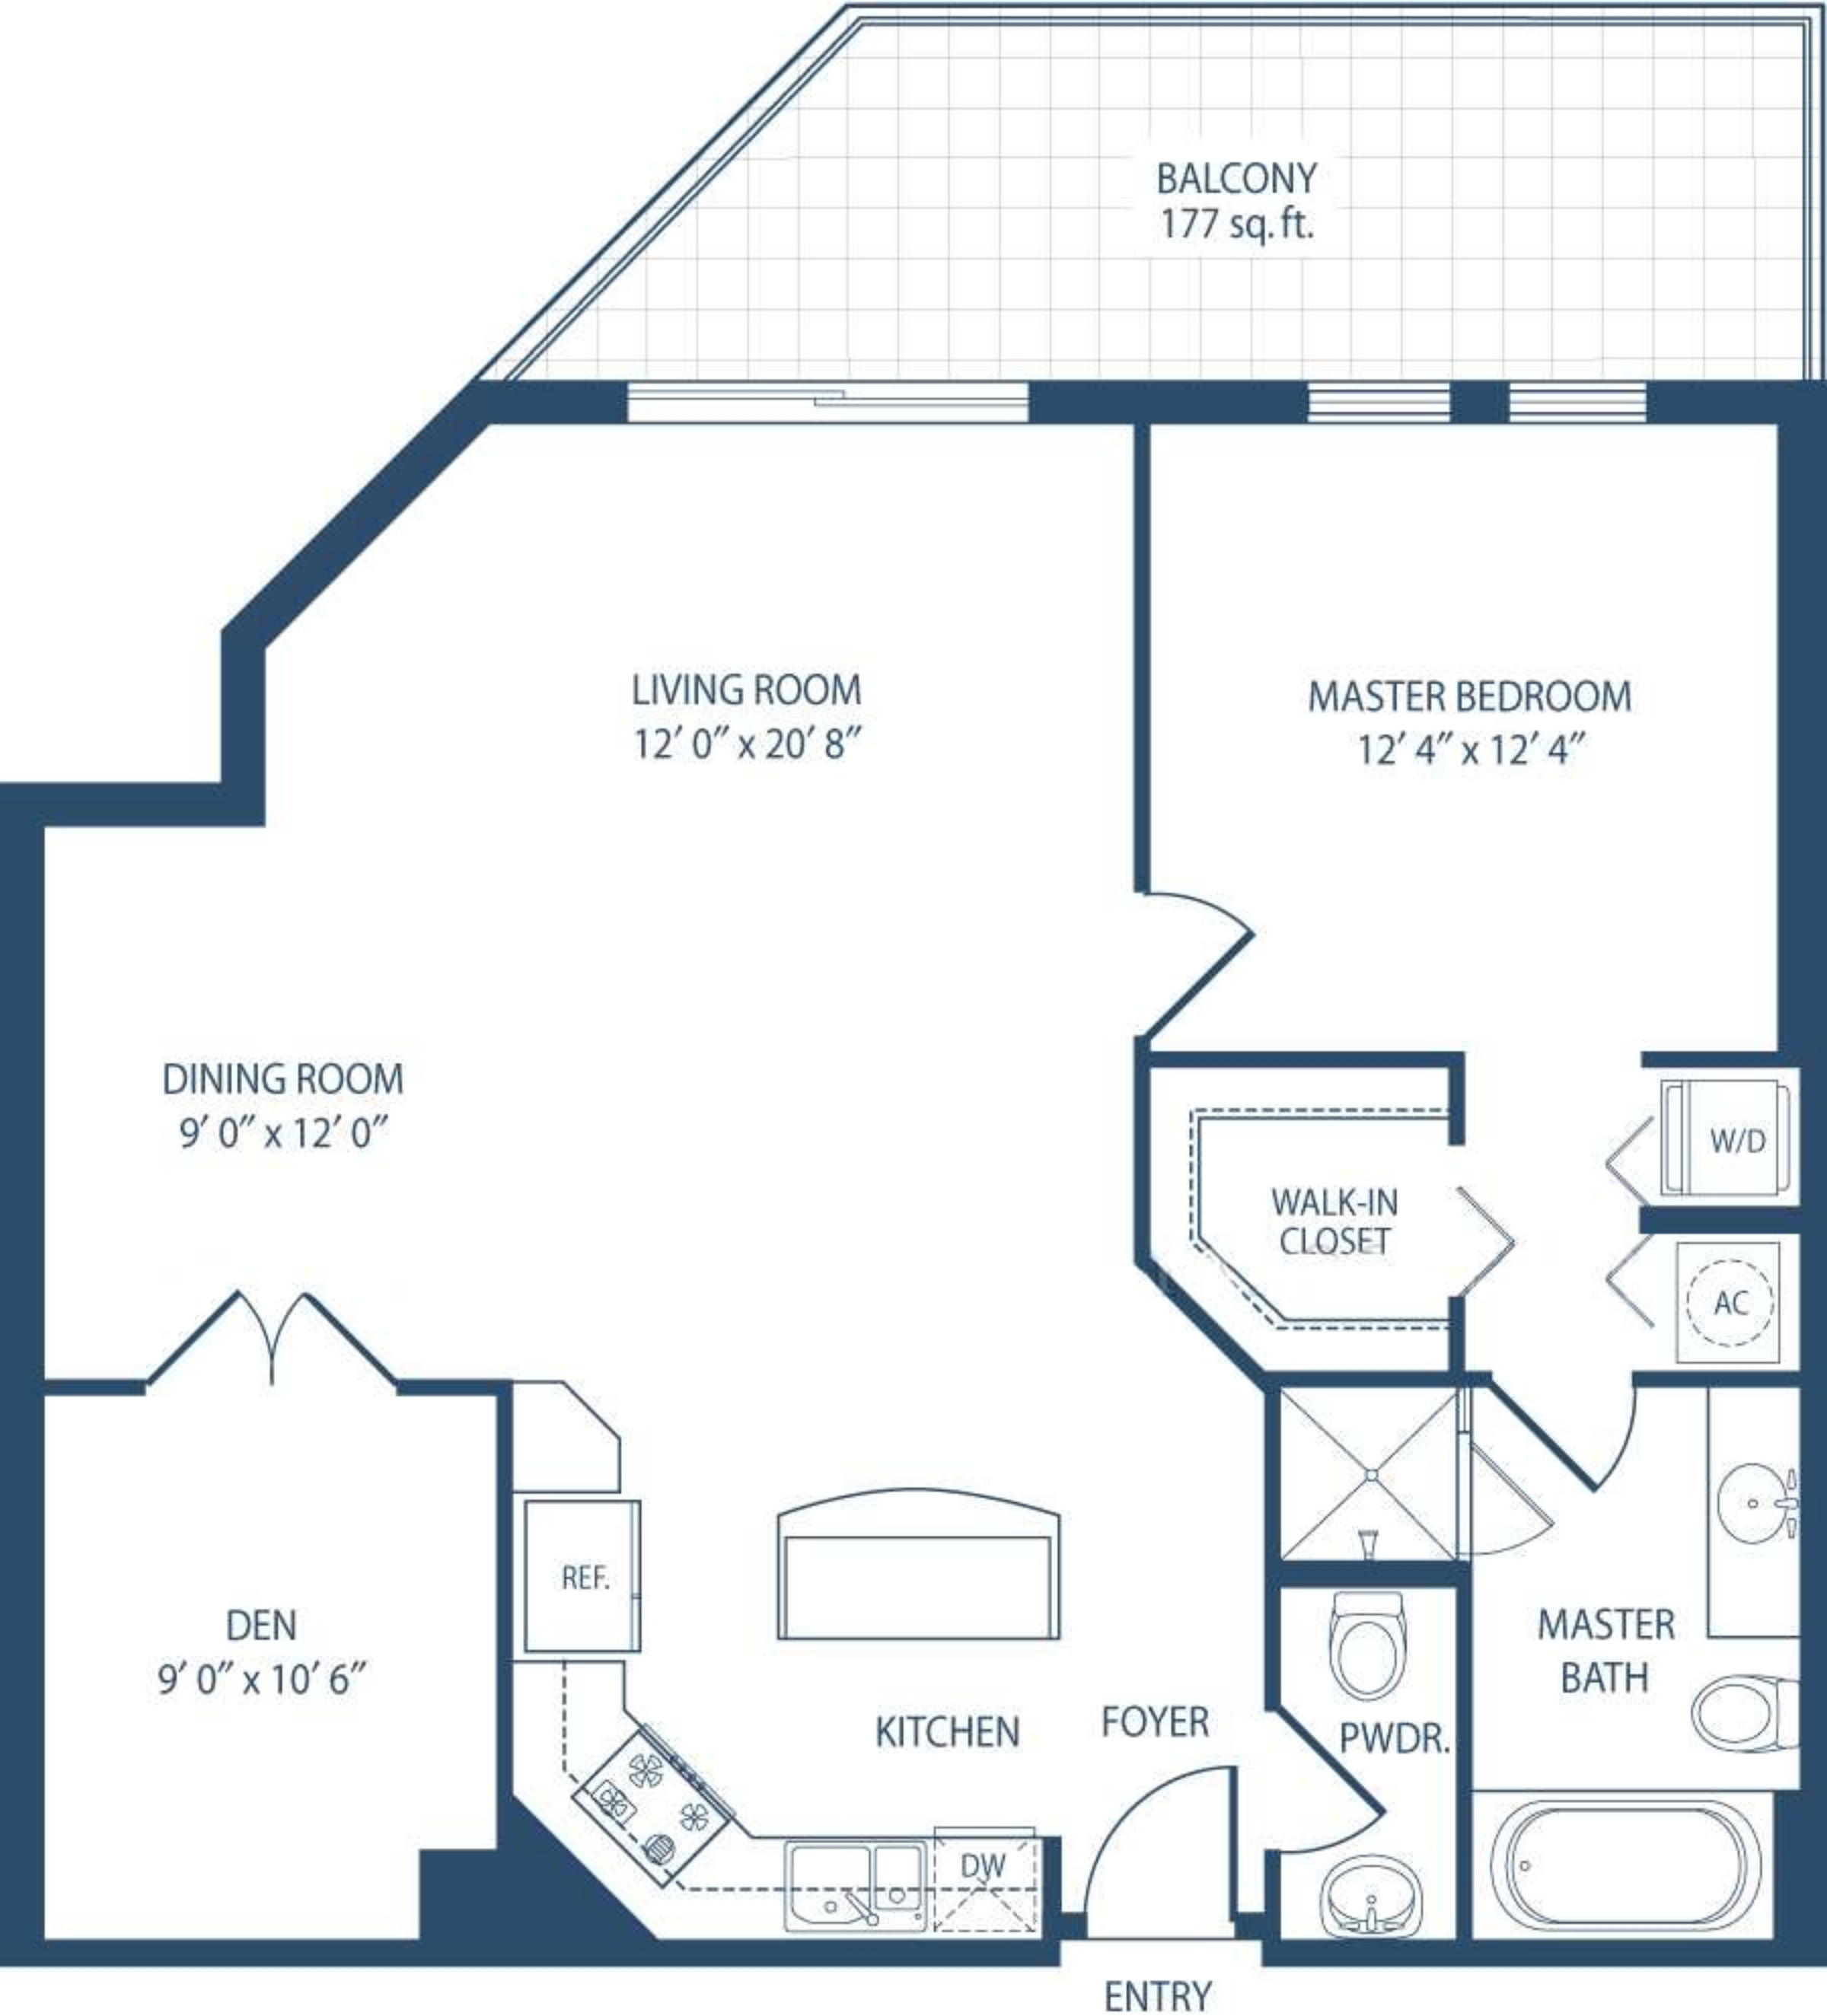 BALCONY
177 sq. ft.
LIVING ROOM
12′ 0″ x 20′ 8″
MASTER BEDROOM
12′ 4″ x 12′ 4″
DINING ROOM
9′ 0″ x 12′ 0″
W/D
WALK-IN
CLOSET
AC
REF.
DEN
9′ 0″ x 10′ 6″
MASTER
BATH
KITCHEN
FOYER
PWDR.
DW
ENTRY